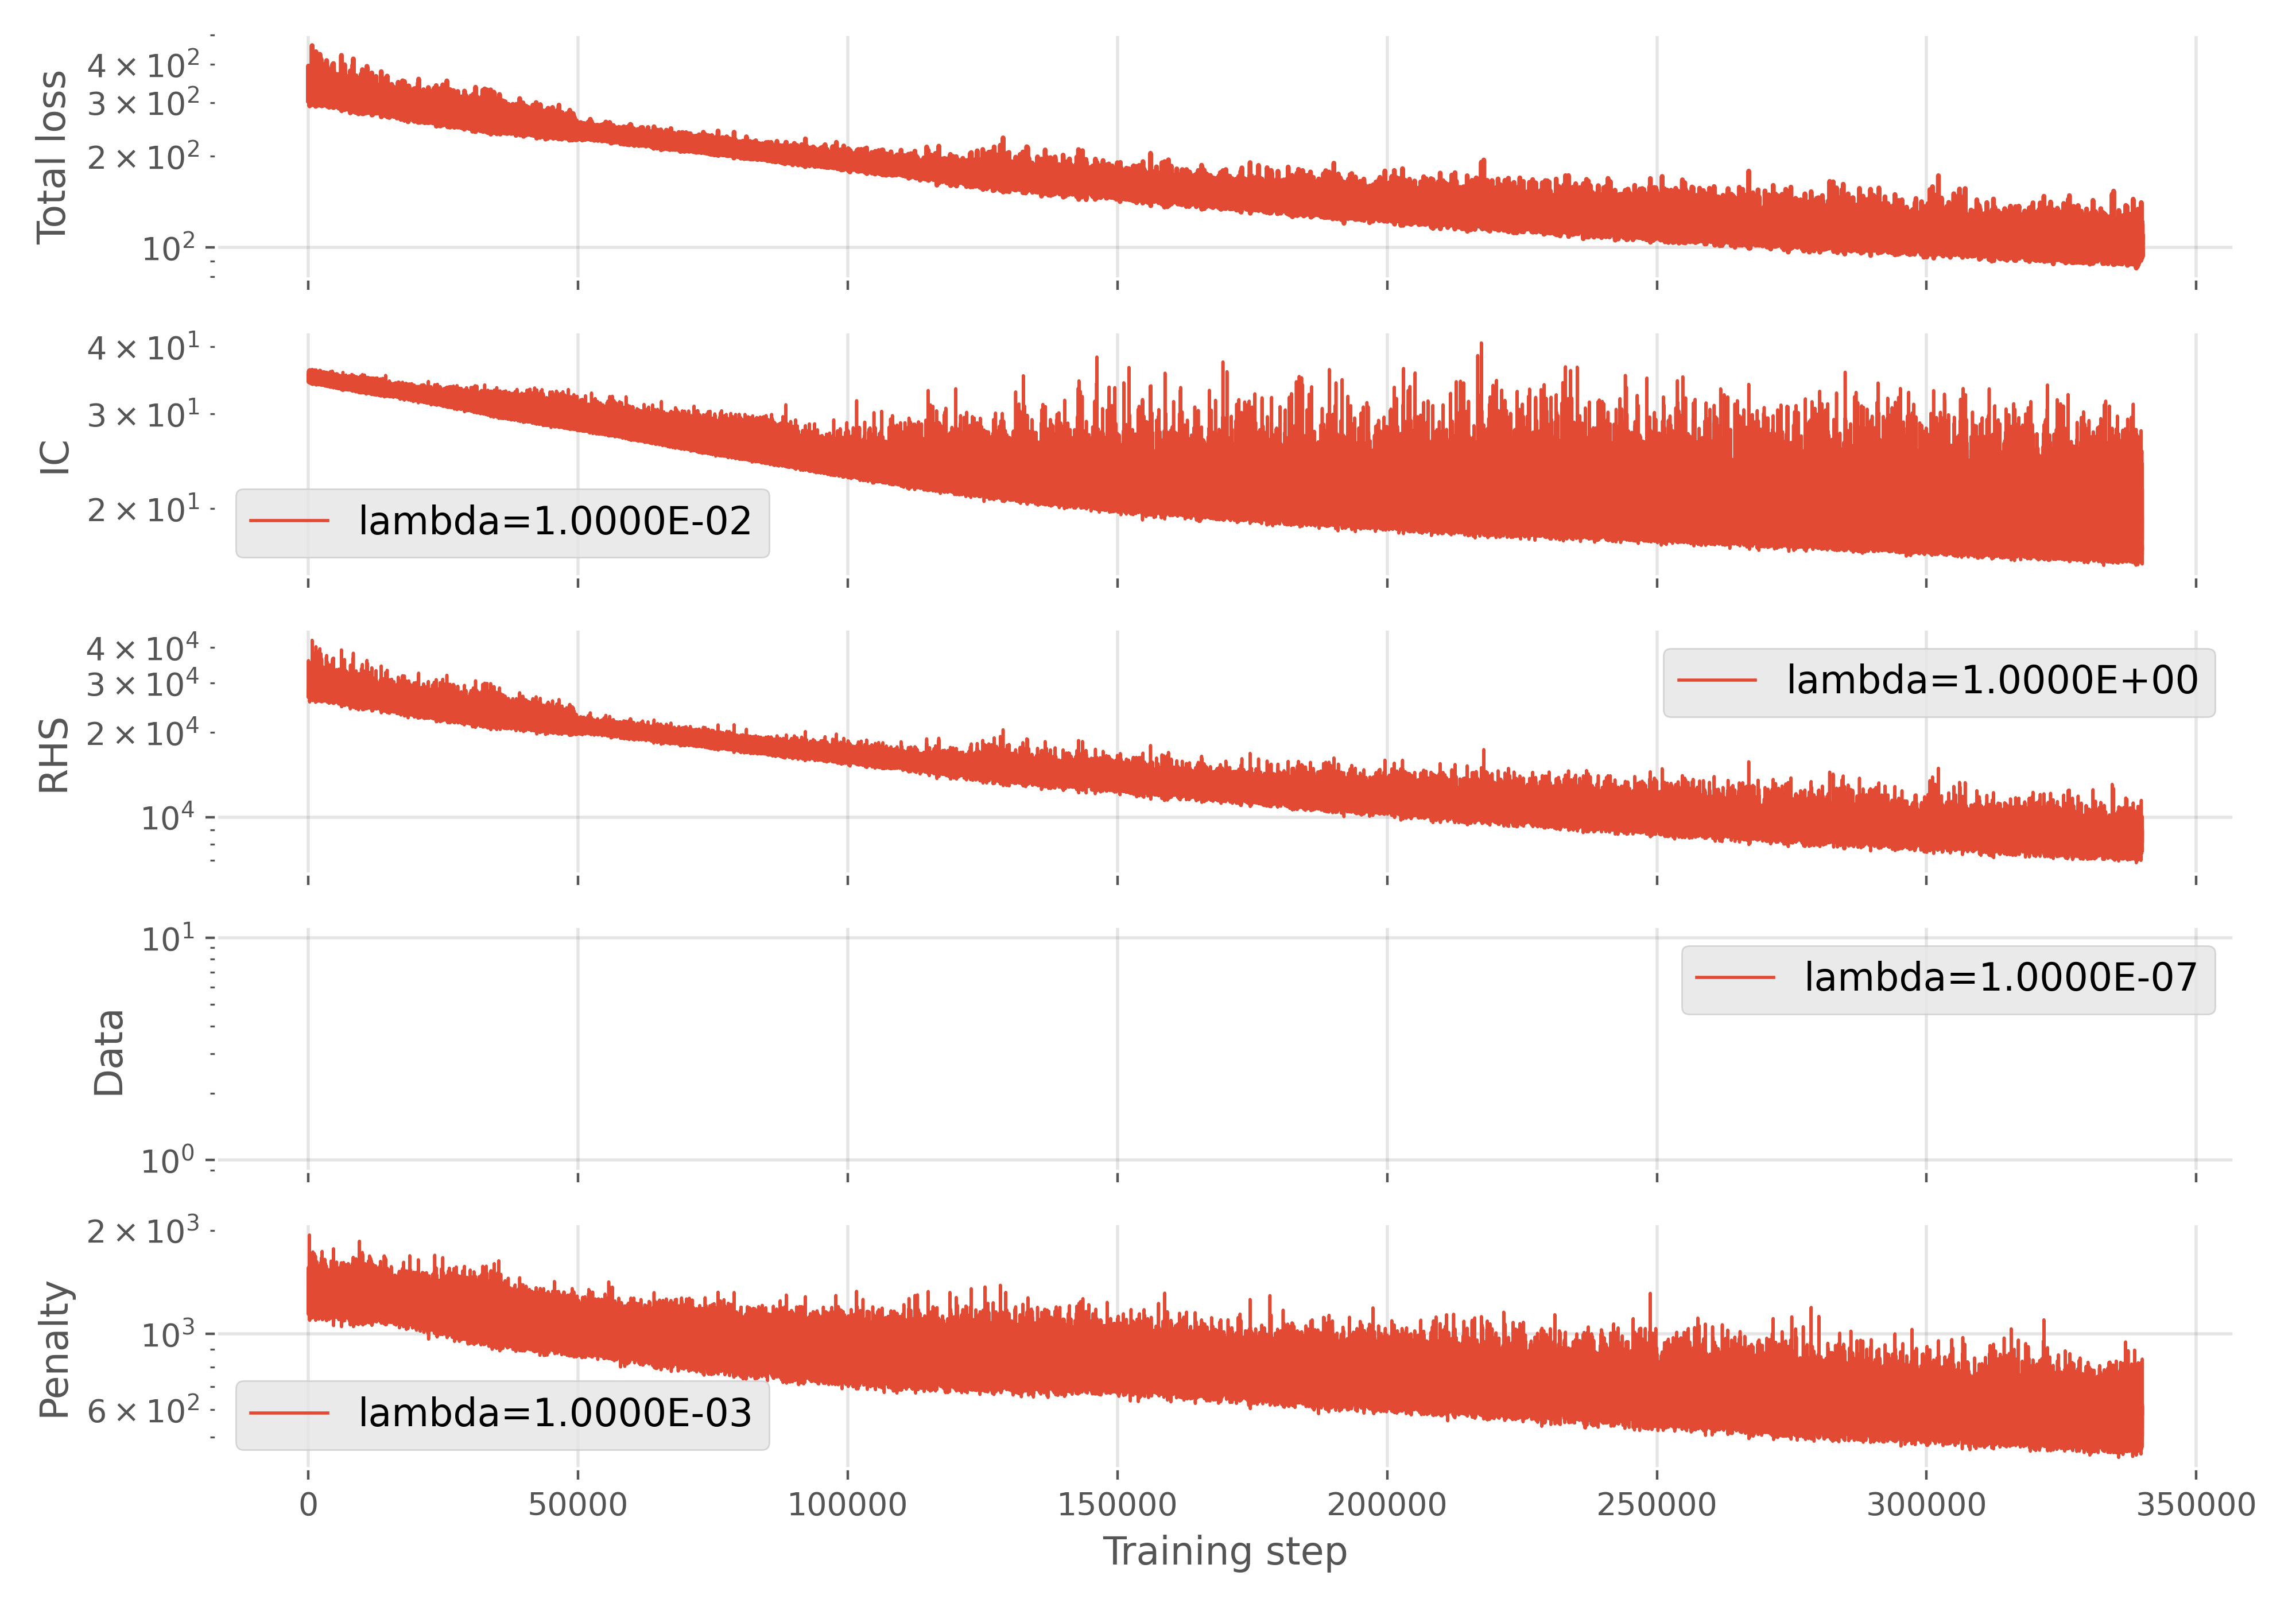 Total loss
4 × 10²
3 × 10²
2 × 10²
10²
IC
4 × 10¹
3 × 10¹
2 × 10¹
lambda=1.0000E-02
RHS
4 × 10⁴
3 × 10⁴
2 × 10⁴
10⁴
lambda=1.0000E+00
Data
10¹
10⁰
lambda=1.0000E-07
Penalty
2 × 10³
10³
6 × 10²
lambda=1.0000E-03
0 50000 100000 150000 200000 250000 300000 350000
Training step